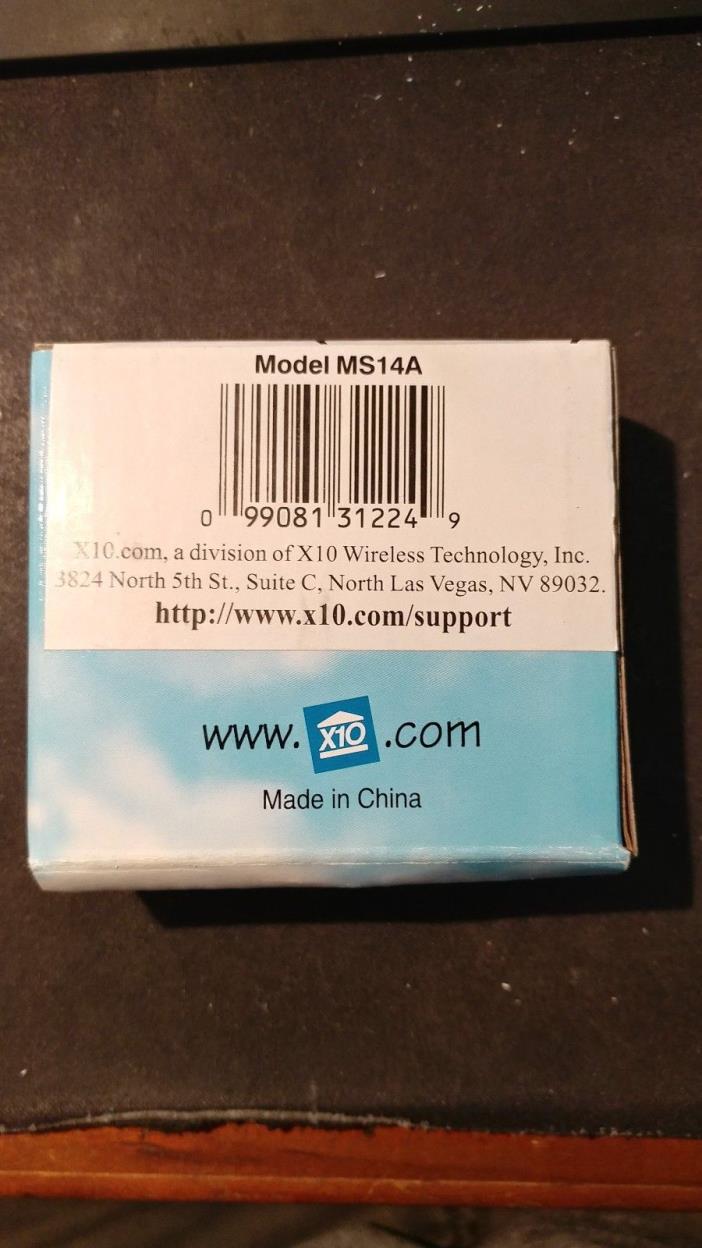 Model MS14A
0 99081 31224 9
X10.com, a division of X10 Wireless Technology, Inc.
3824 North 5th St., Suite C, North Las Vegas, NV 89032.
http://www.x10.com/support
www.X10.com
Made in China